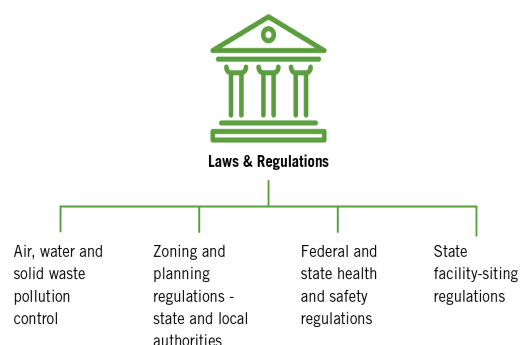 Laws & Regulations
Air, water and
solid waste
pollution
control
Zoning and
planning
regulations -
state and local
authorities
Federal and
state health
and safety
regulations
State
facility-siting
regulations